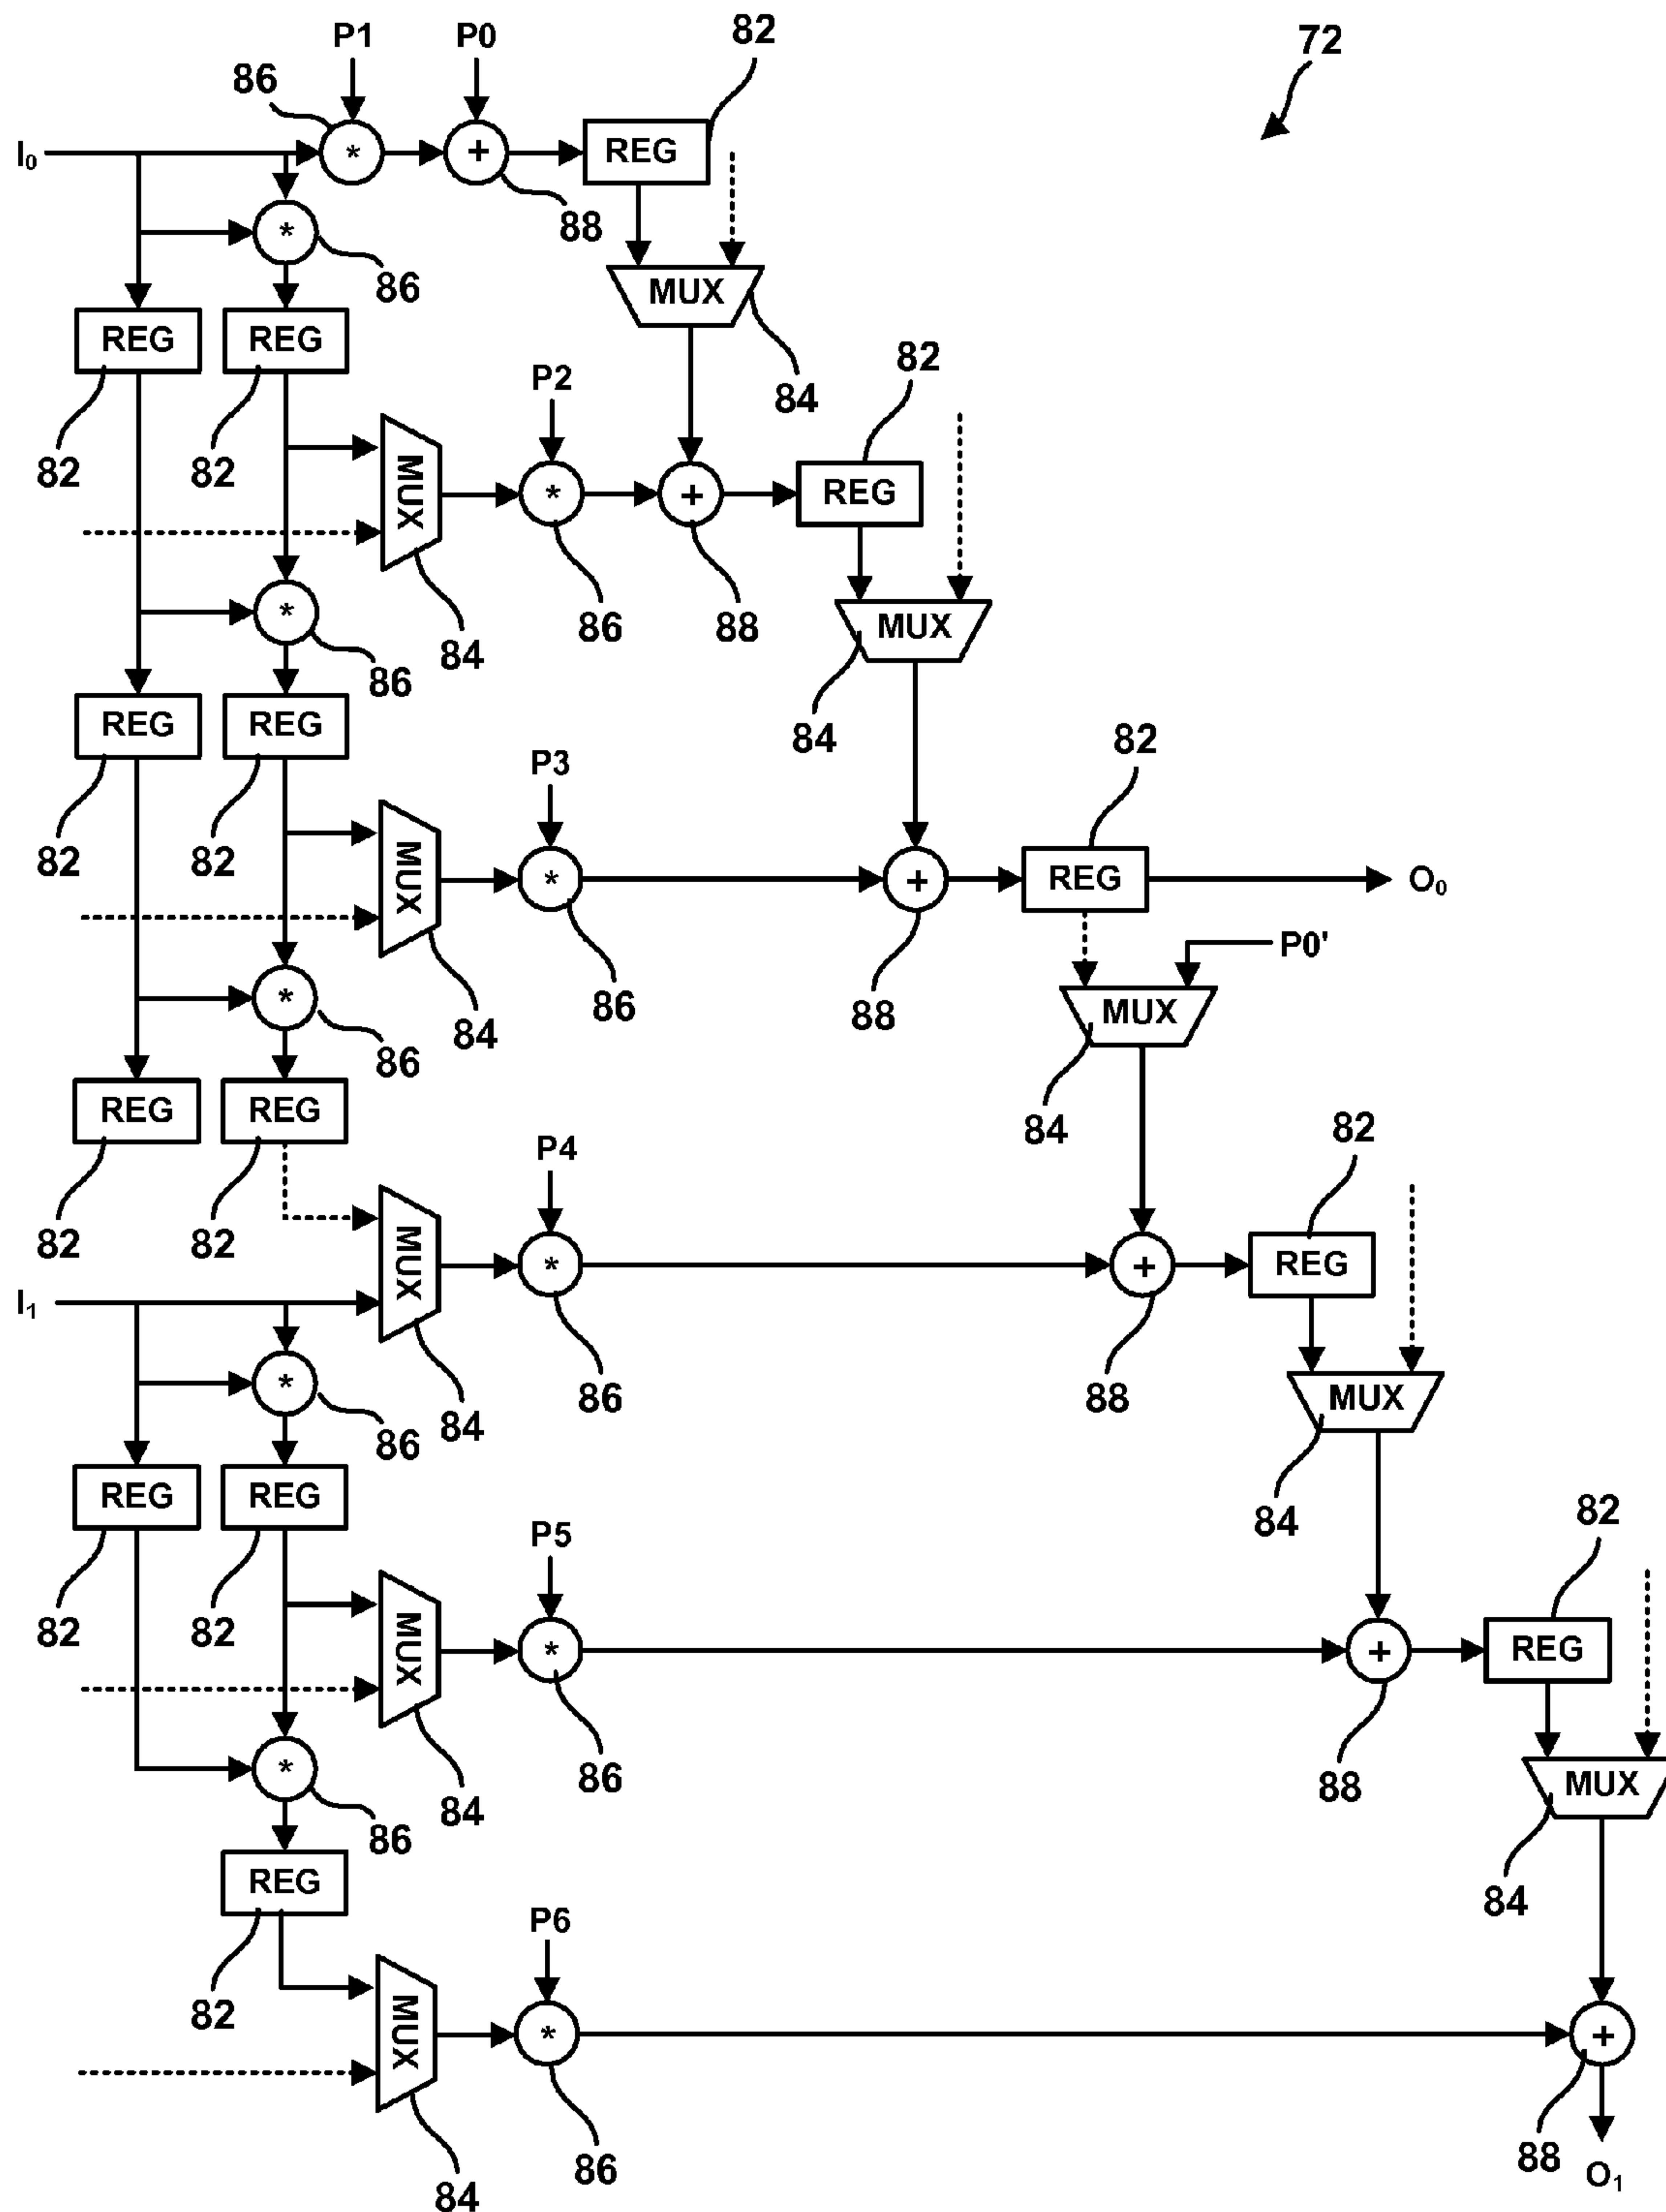 P1 P0 82 72
86
I₀ * + REG
88
* MUX
86
REG REG 84
P2 82
82 82 MUX * + REG
* 86 88 MUX
84
86
REG REG 84
P3 82
82 82 MUX * + REG O₀
P0'
* 86 88 MUX
84
86
REG REG 84
P4 82
82 82 MUX * + REG
I₁
* 86 88 MUX
86 84
REG REG 84
P5 82
82 82 MUX * + REG
* 86 88 MUX
84
86
REG 84
P6
82 MUX * +
86 88
84 O₁